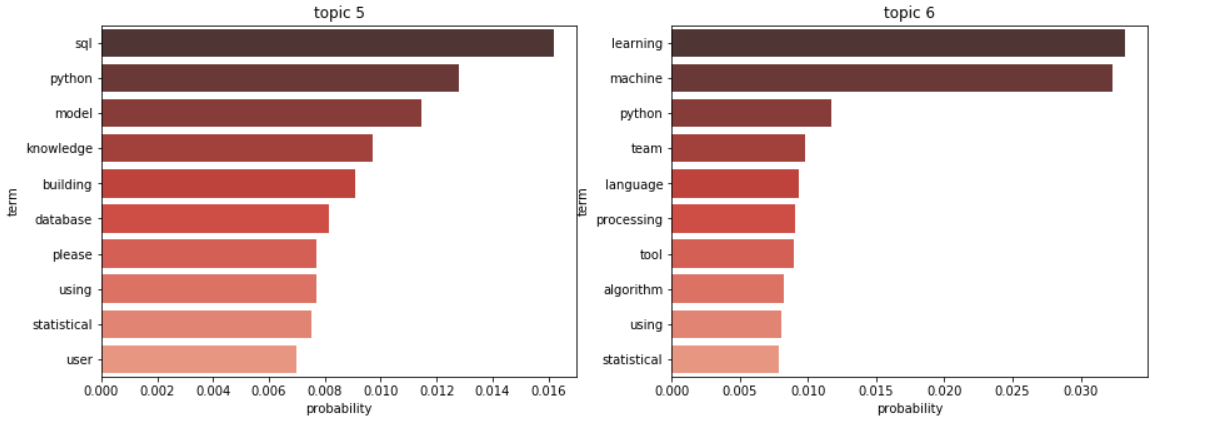 topic 5
term
sql
python
model
knowledge
building
database
please
using
statistical
user
0.000 0.002 0.004 0.006 0.008 0.010 0.012 0.014 0.016
probability
topic 6
term
learning
machine
python
team
language
processing
tool
algorithm
using
statistical
0.000 0.005 0.010 0.015 0.020 0.025 0.030
probability